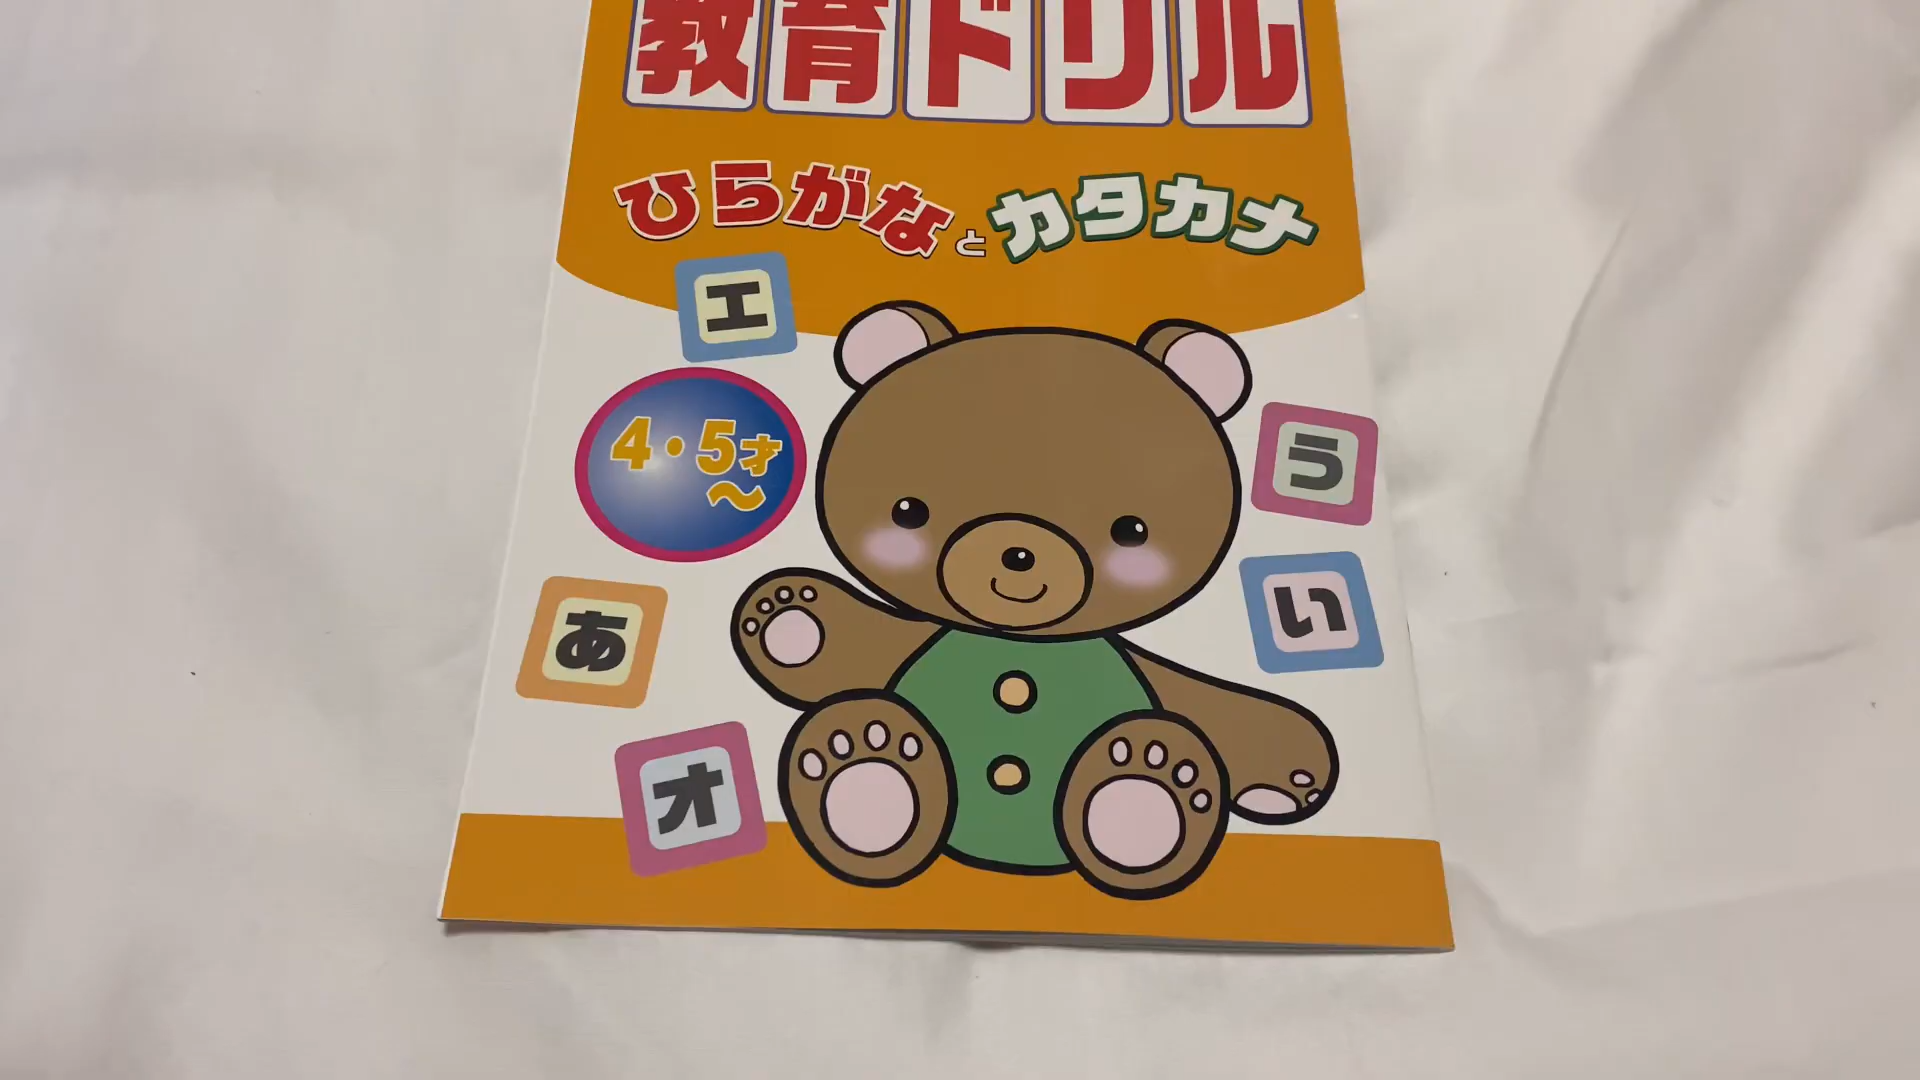 教育ドリル
ひらがなとカタカメ
エ
4・5才
～
う
あ
い
オ